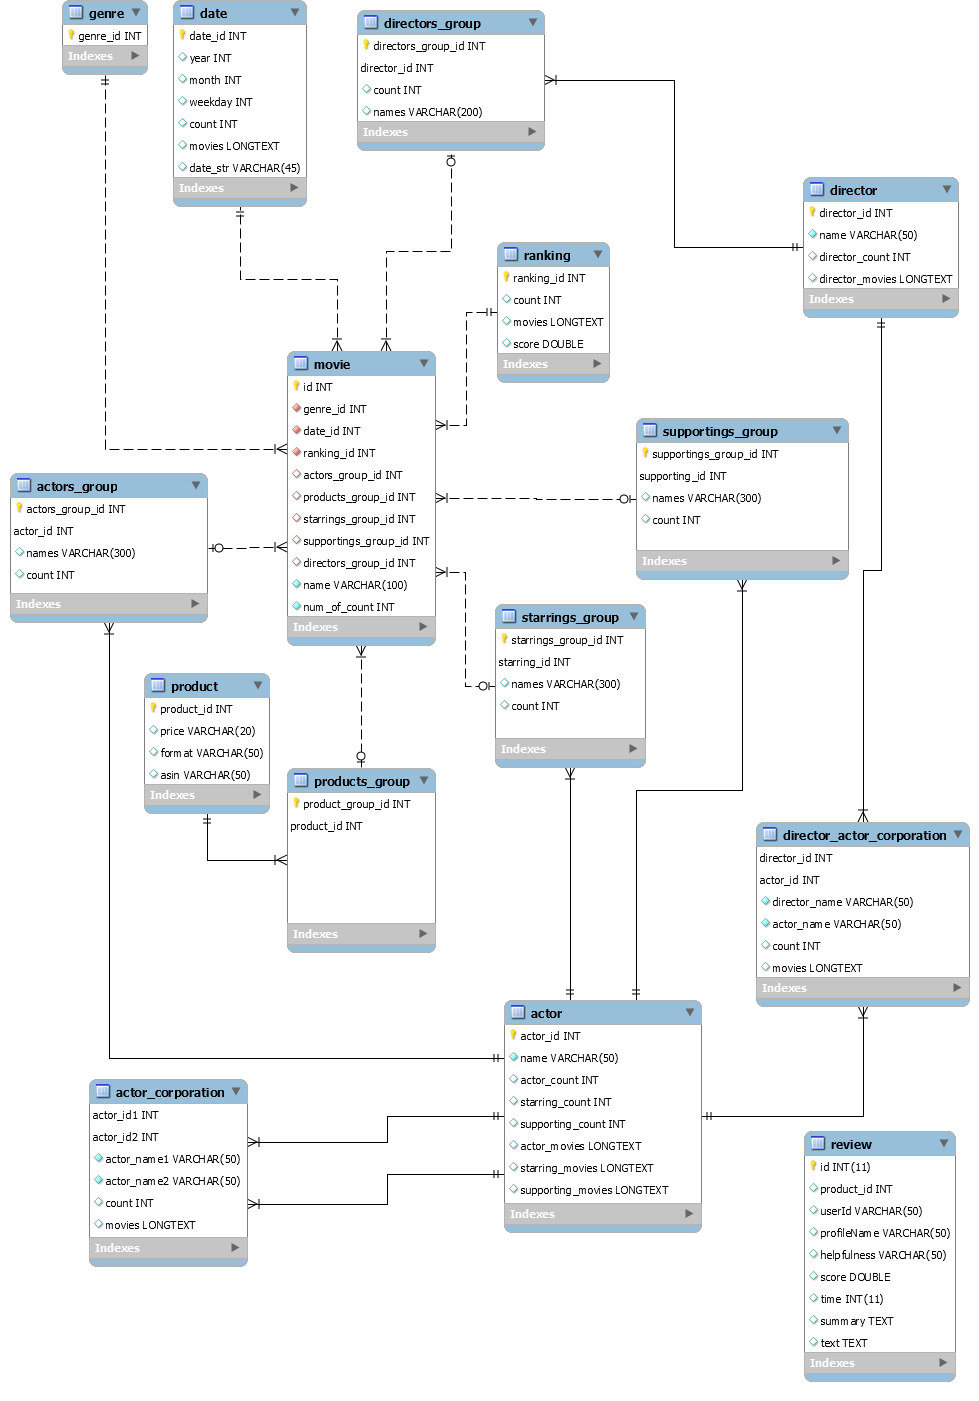 genre
genre_id INT
Indexes
date
date_id INT
year INT
month INT
weekday INT
count INT
movies LONGTEXT
date_str VARCHAR(45)
Indexes
directors_group
directors_group_id INT
director_id INT
count INT
names VARCHAR(200)
Indexes
director
director_id INT
name VARCHAR(50)
director_count INT
director_movies LONGTEXT
Indexes
ranking
ranking_id INT
count INT
movies LONGTEXT
score DOUBLE
Indexes
movie
id INT
genre_id INT
date_id INT
ranking_id INT
actors_group_id INT
products_group_id INT
starrings_group_id INT
supportings_group_id INT
directors_group_id INT
name VARCHAR(100)
num_of_count INT
Indexes
supportings_group
supportings_group_id INT
supporting_id INT
names VARCHAR(300)
count INT
Indexes
actors_group
actors_group_id INT
actor_id INT
names VARCHAR(300)
count INT
Indexes
starrings_group
starrings_group_id INT
starring_id INT
names VARCHAR(300)
count INT
Indexes
product
product_id INT
price VARCHAR(20)
format VARCHAR(50)
asin VARCHAR(50)
Indexes
products_group
product_group_id INT
product_id INT
Indexes
director_actor_corporation
director_id INT
actor_id INT
director_name VARCHAR(50)
actor_name VARCHAR(50)
count INT
movies LONGTEXT
Indexes
actor
actor_id INT
name VARCHAR(50)
actor_count INT
starring_count INT
supporting_count INT
actor_movies LONGTEXT
starring_movies LONGTEXT
supporting_movies LONGTEXT
Indexes
actor_corporation
actor_id1 INT
actor_id2 INT
actor_name1 VARCHAR(50)
actor_name2 VARCHAR(50)
count INT
movies LONGTEXT
Indexes
review
id INT(11)
product_id INT
userId VARCHAR(50)
profileName VARCHAR(50)
helpfulness VARCHAR(50)
score DOUBLE
time INT(11)
summary TEXT
text TEXT
Indexes